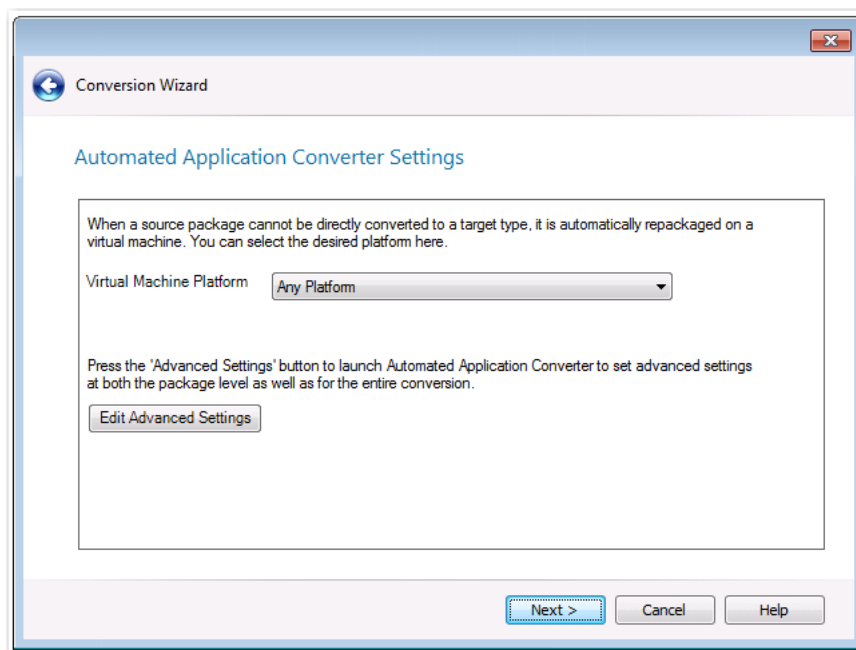 Conversion Wizard
Automated Application Converter Settings
When a source package cannot be directly converted to a target type, it is automatically repackaged on a
virtual machine. You can select the desired platform here.
Virtual Machine Platform
Any Platform
Press the 'Advanced Settings' button to launch Automated Application Converter to set advanced settings
at both the package level as well as for the entire conversion.
Edit Advanced Settings
Next >
Cancel
Help